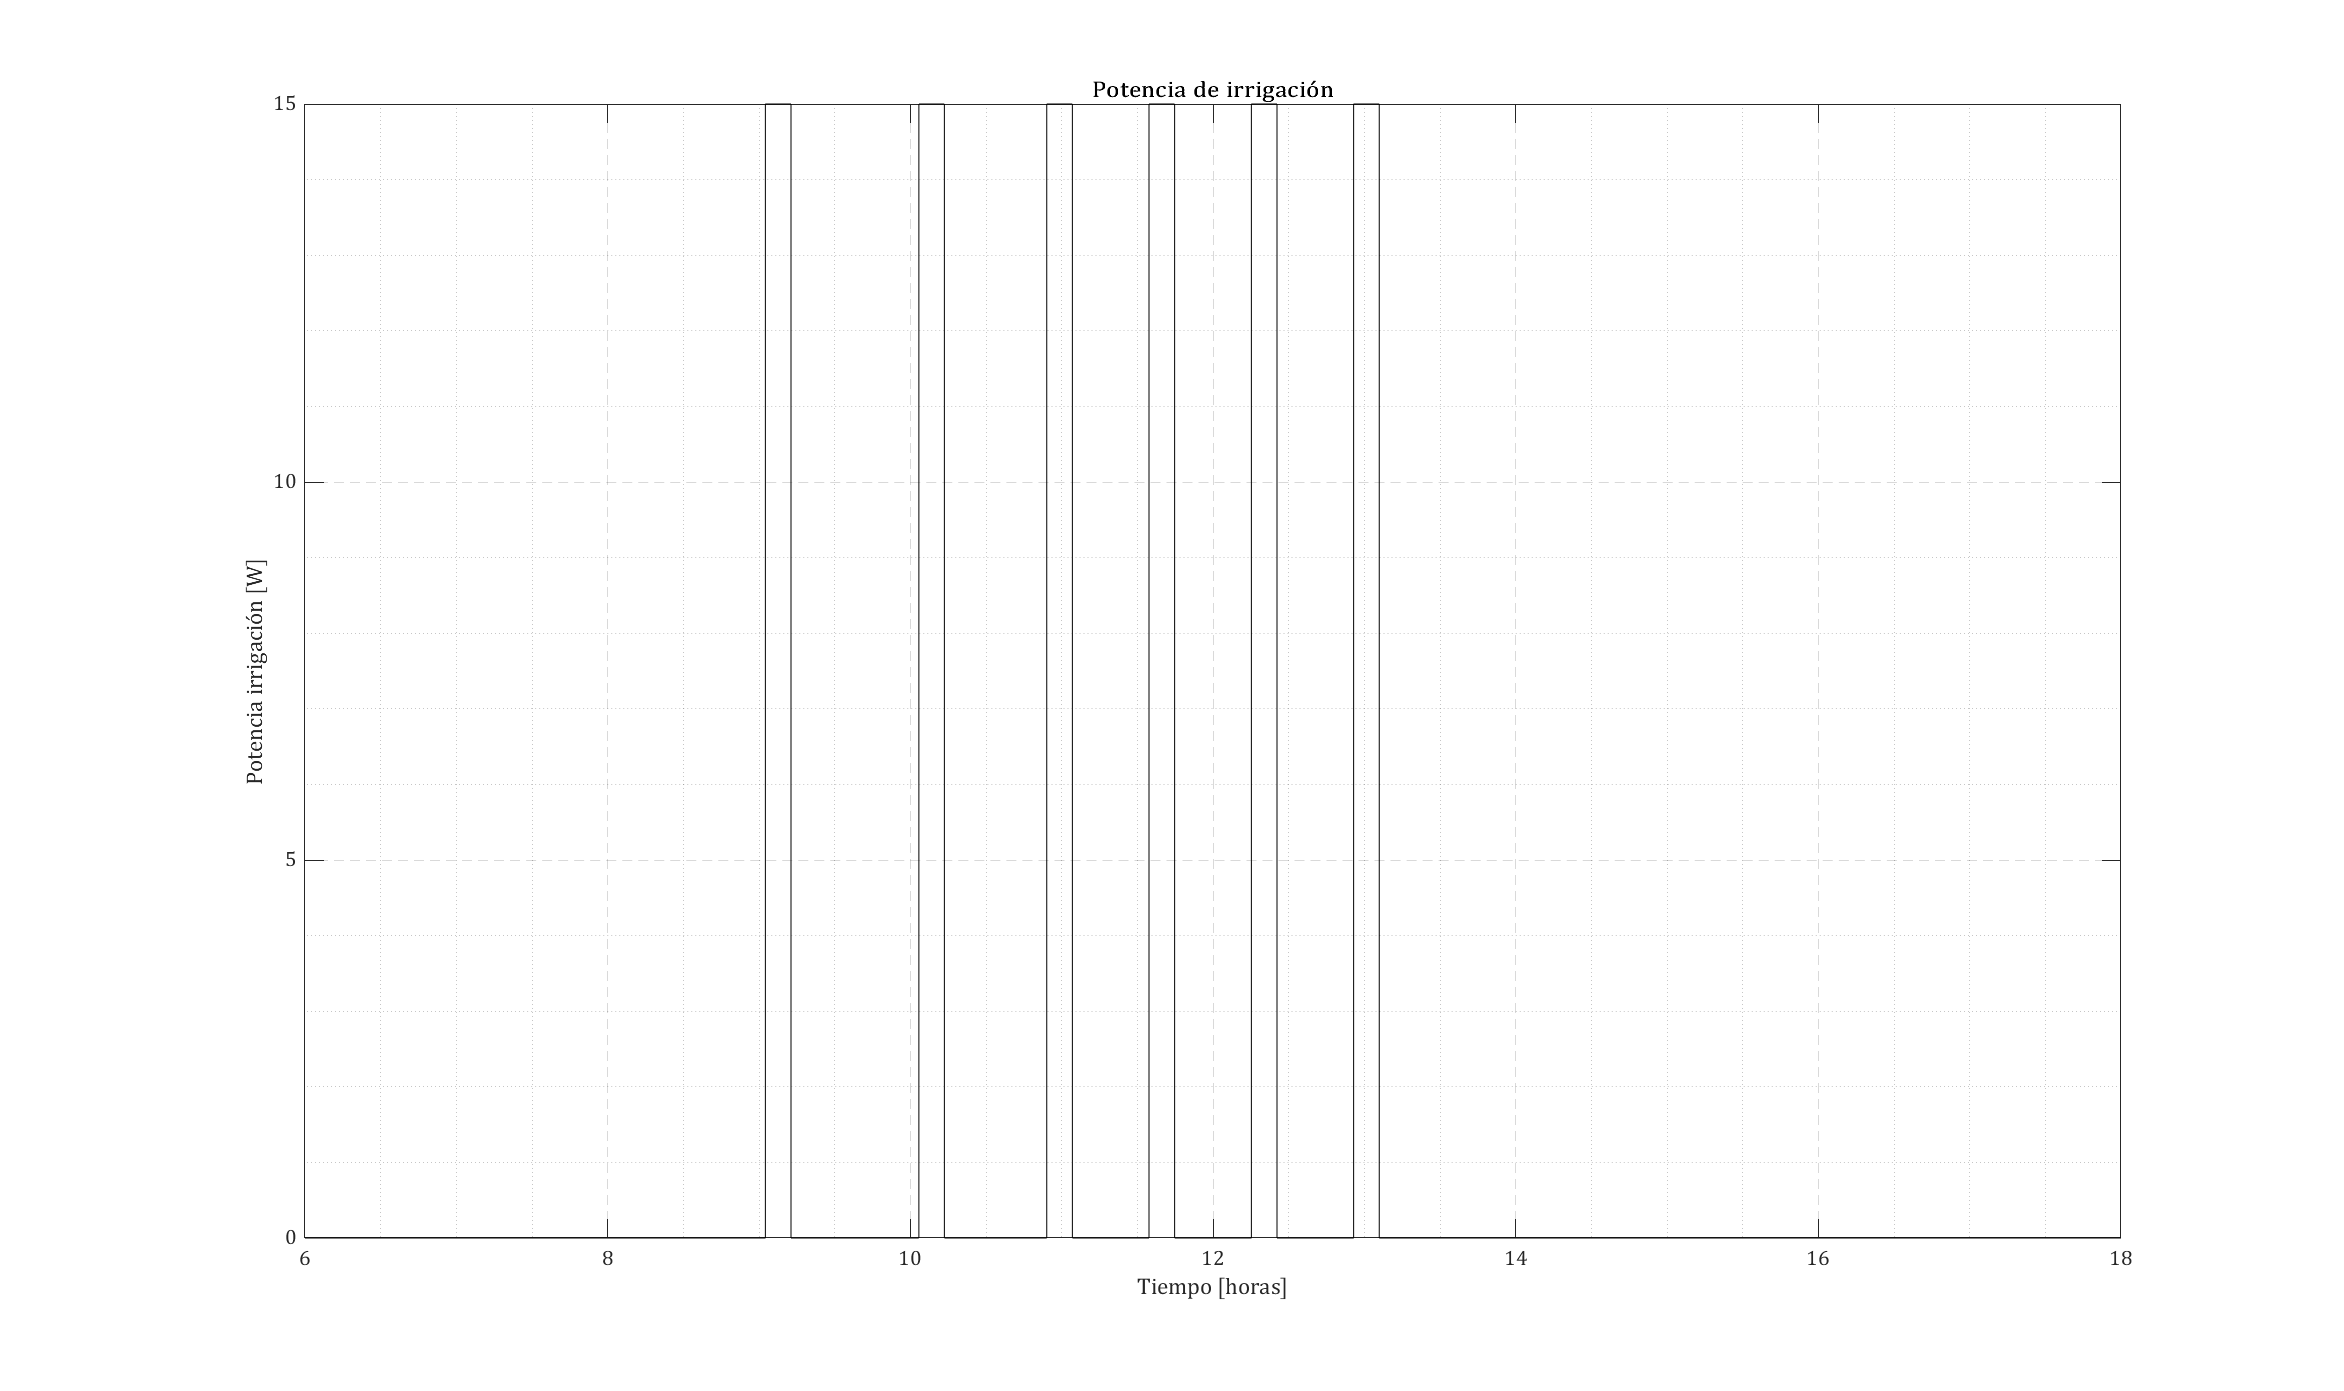 Potencia de irrigación
15
10
5
0
Potencia irrigación [W]
6 8 10 12 14 16 18
Tiempo [horas]